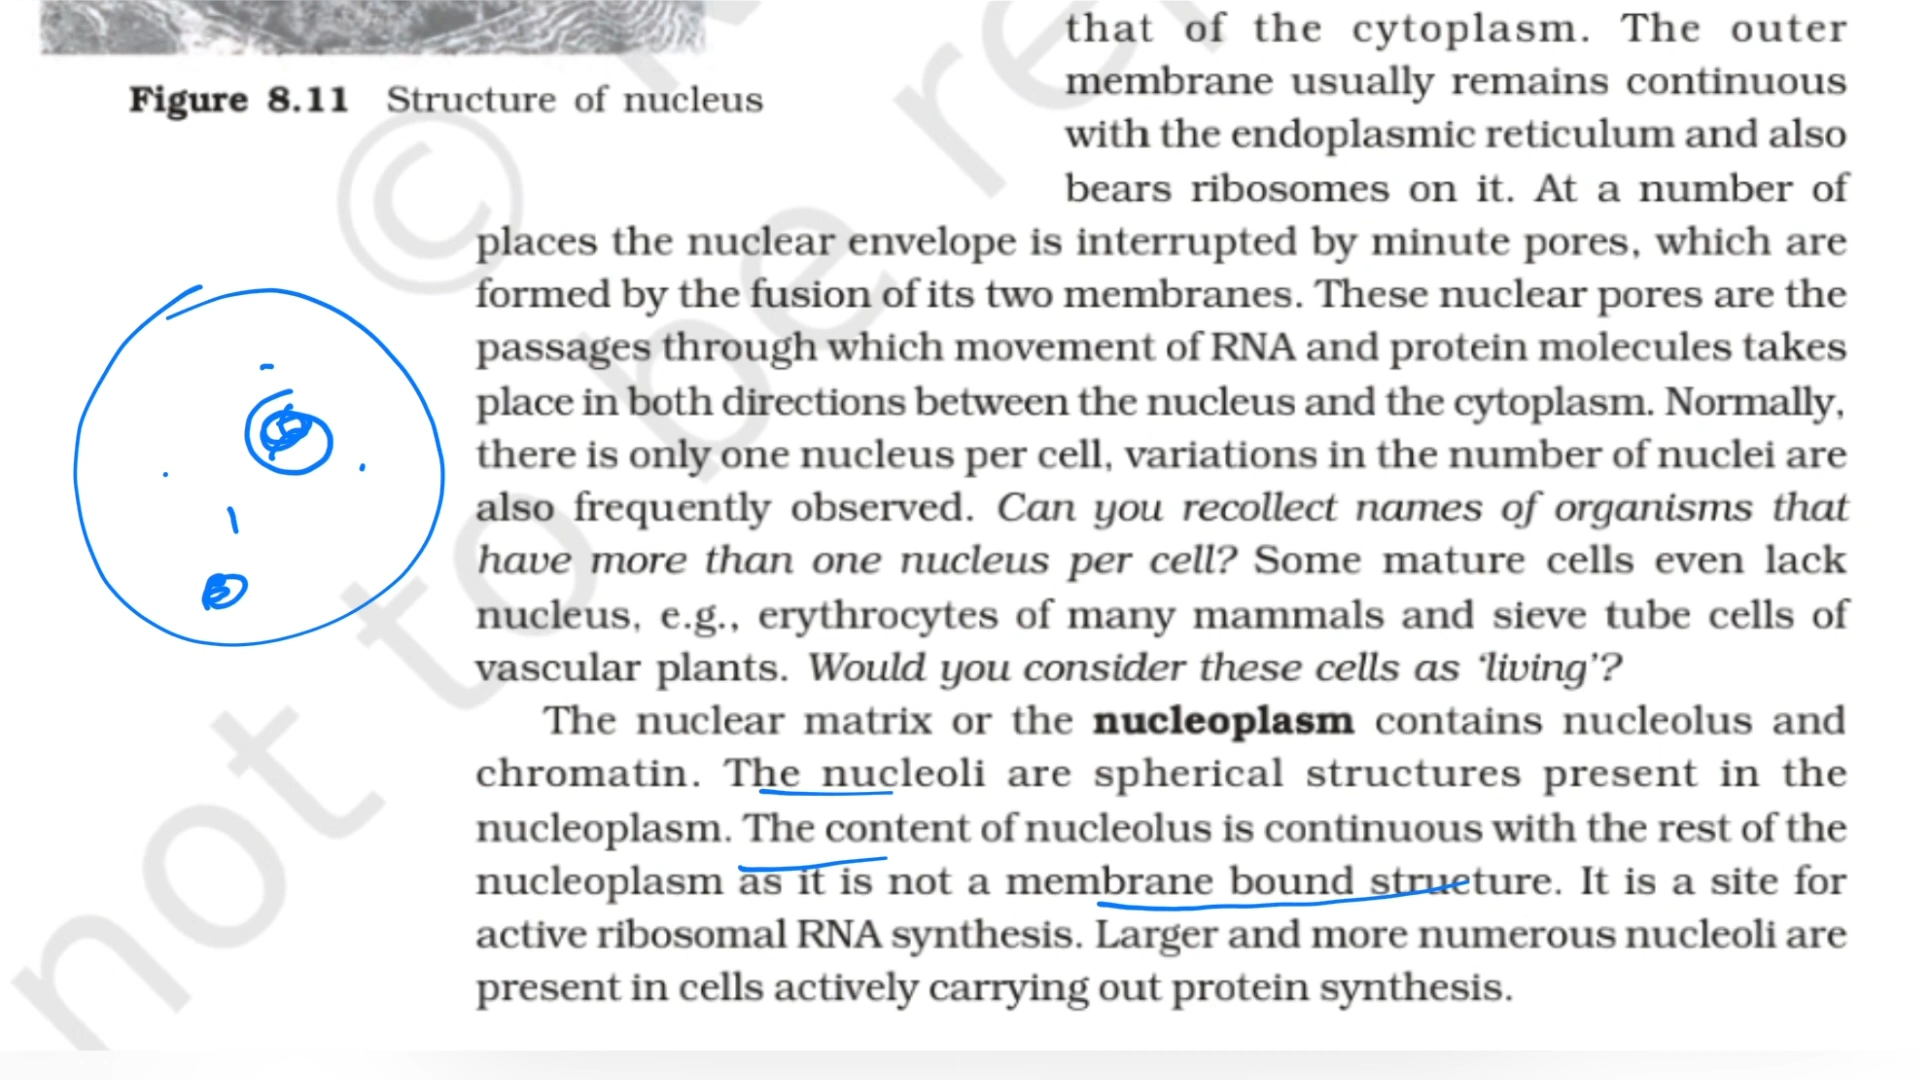 that of the cytoplasm. The outer
membrane usually remains continuous
Figure 8.11 Structure of nucleus
with the endoplasmic reticulum and also
bears ribosomes on it. At a number of
places the nuclear envelope is interrupted by minute pores, which are
formed by the fusion of its two membranes. These nuclear pores are the
passages through which movement of RNA and protein molecules takes
place in both directions between the nucleus and the cytoplasm. Normally,
there is only one nucleus per cell, variations in the number of nuclei are
also frequently observed. Can you recollect names of organisms that
have more than one nucleus per cell? Some mature cells even lack
nucleus, e.g., erythrocytes of many mammals and sieve tube cells of
vascular plants. Would you consider these cells as ‘living’?
The nuclear matrix or the nucleoplasm contains nucleolus and
chromatin. The nucleoli are spherical structures present in the
nucleoplasm. The content of nucleolus is continuous with the rest of the
nucleoplasm as it is not a membrane bound structure. It is a site for
active ribosomal RNA synthesis. Larger and more numerous nucleoli are
present in cells actively carrying out protein synthesis.
©
not to be re